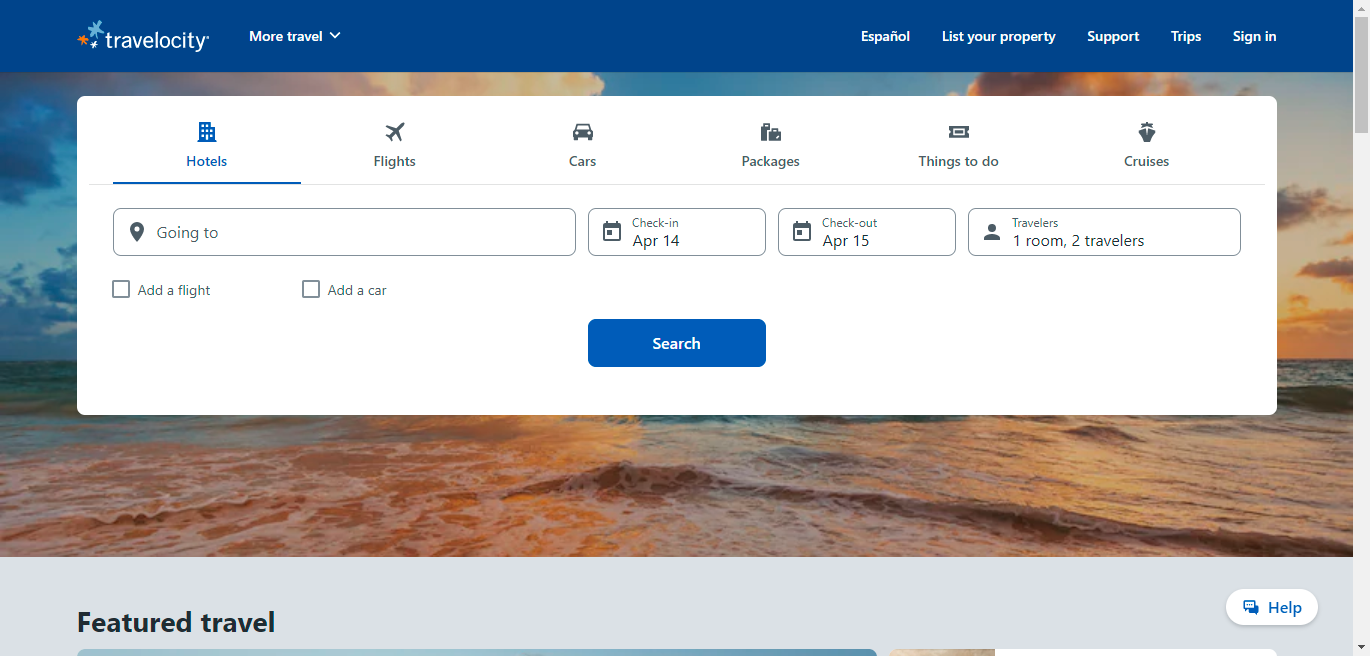 travelocity
More travel
Español
List your property
Support
Trips
Sign in
Hotels
Flights
Cars
Packages
Things to do
Cruises
Going to
Check-in
Apr 14
Check-out
Apr 15
Travelers
1 room, 2 travelers
Add a flight
Add a car
Search
Featured travel
Help